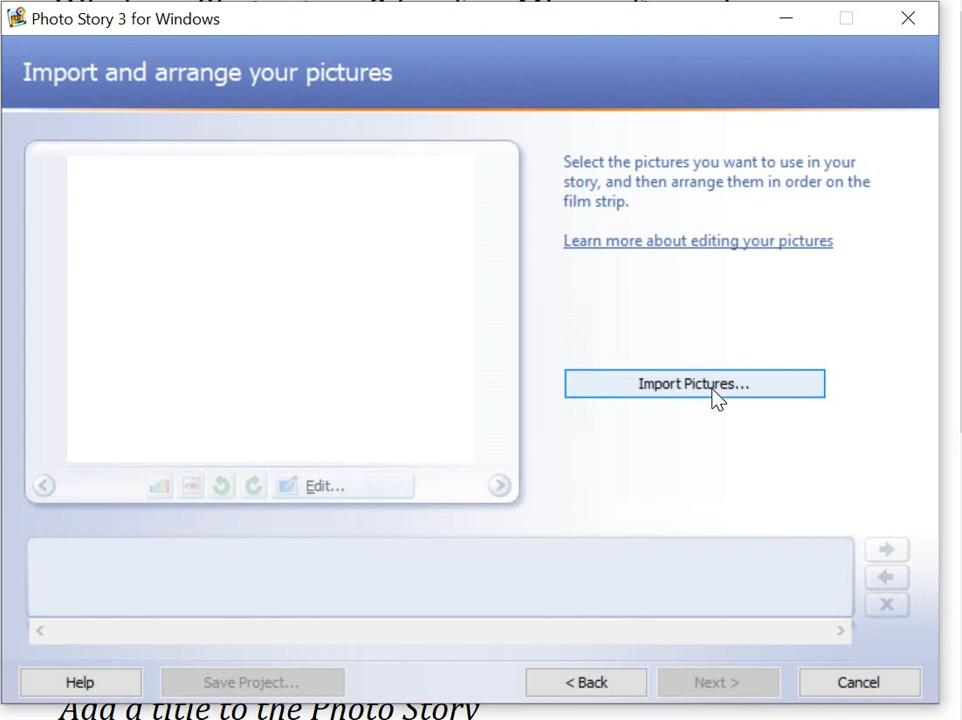 Photo Story 3 for Windows
Import and arrange your pictures
Select the pictures you want to use in your
story, and then arrange them in order on the
film strip.
Learn more about editing your pictures
Import Pictures...
Edit...
Help
Save Project...
< Back
Next >
Cancel
Add a title to the Photo Story